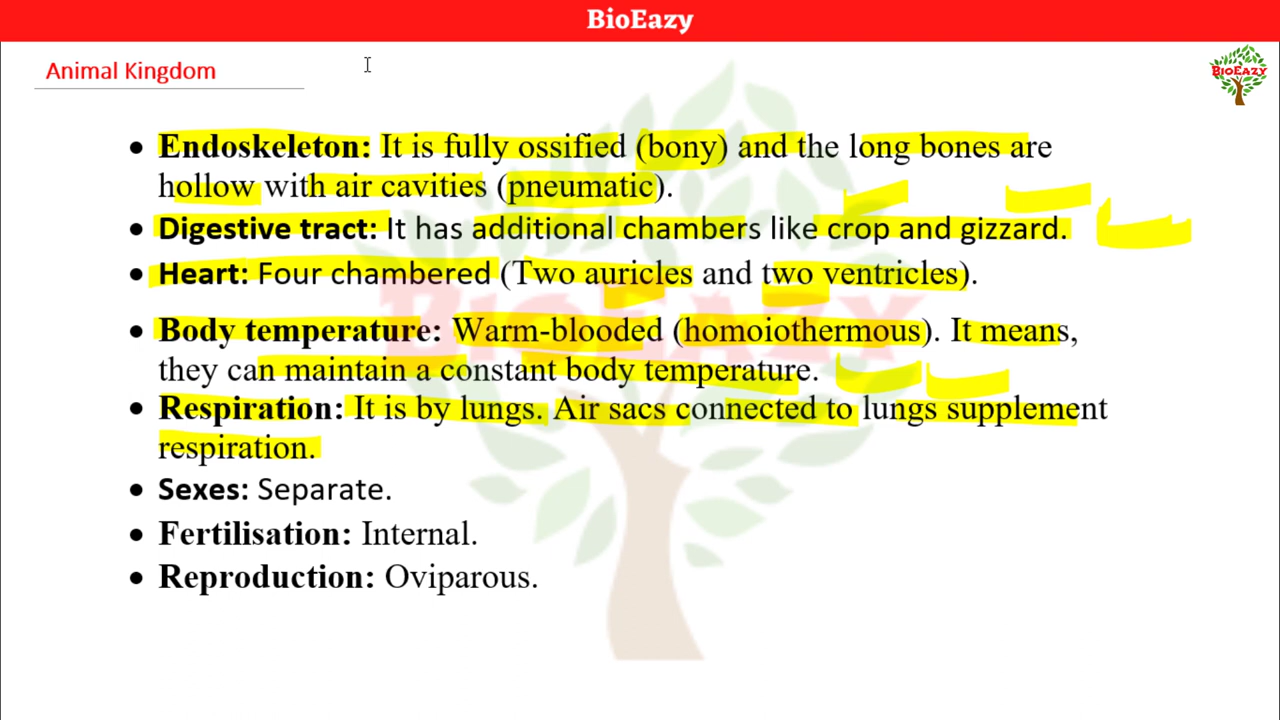 BioEazy
Animal Kingdom
BIOEAZY
• Endoskeleton: It is fully ossified (bony) and the long bones are
hollow with air cavities (pneumatic).
• Digestive tract: It has additional chambers like crop and gizzard.
• Heart: Four chambered (Two auricles and two ventricles).
• Body temperature: Warm-blooded (homoiothermous). It means,
they can maintain a constant body temperature.
• Respiration: It is by lungs. Air sacs connected to lungs supplement
respiration.
• Sexes: Separate.
• Fertilisation: Internal.
• Reproduction: Oviparous.
BIOEAZY